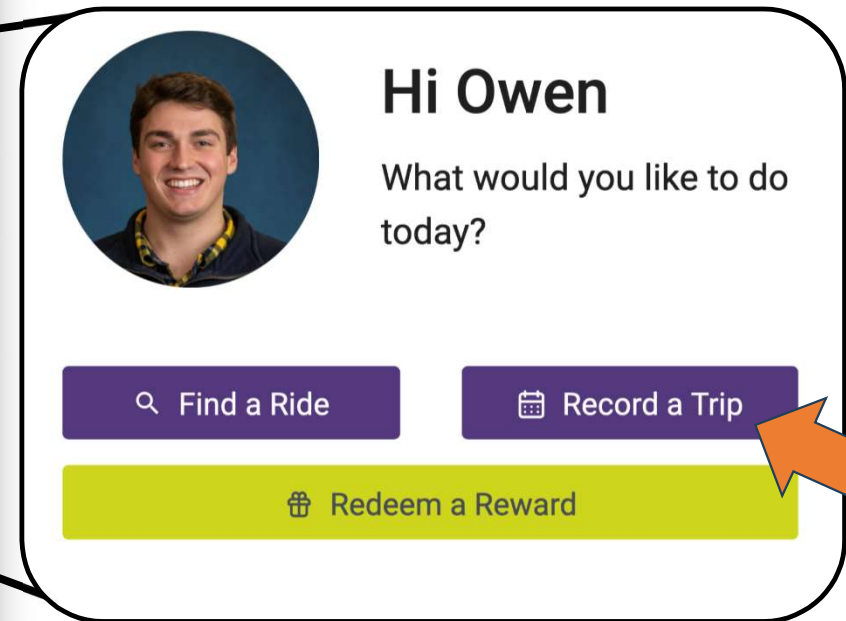 Hi Owen
What would you like to do
today?
Find a Ride
Record a Trip
Redeem a Reward